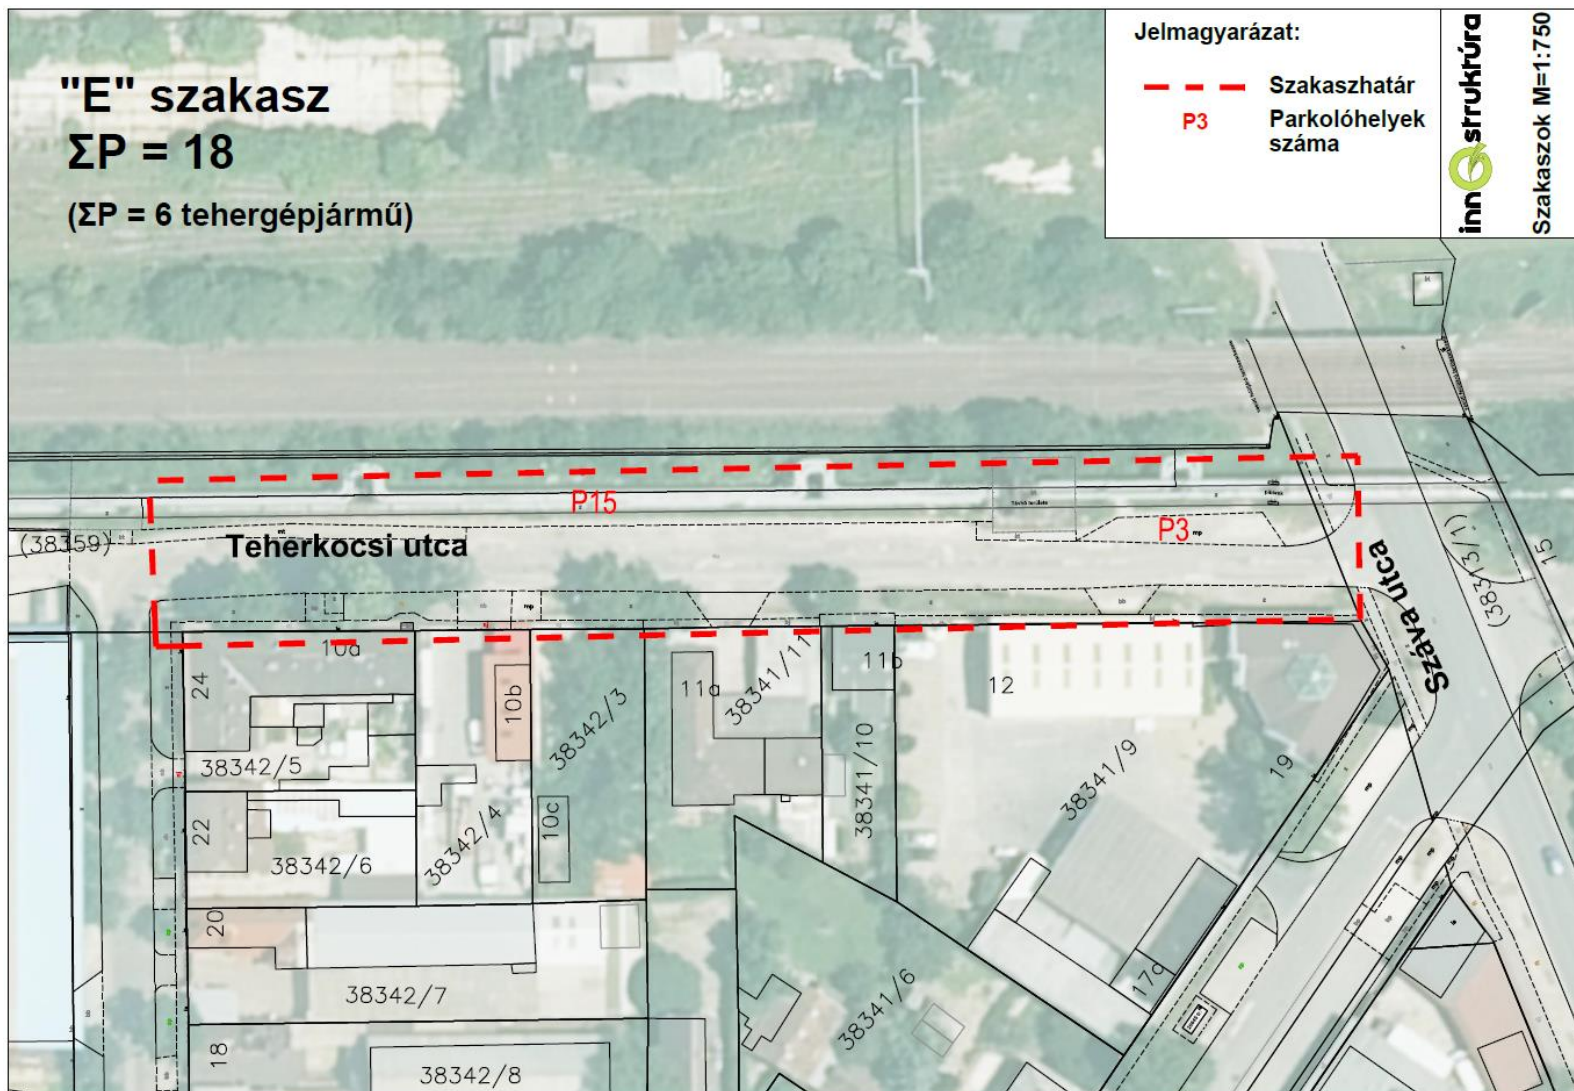 "E" szakasz
ΣP = 18
(ΣP = 6 tehergépjármű)
Jelmagyarázat:
Szakaszhatár
P3
Parkolóhelyek
száma
innostruktúra
Szakaszok M=1:750
P15
P3
(38359)
Teherkocsi utca
Száva utca
(38313/1)
15
10a
24
10b
38342/3
11a
38341/11
11b
12
38342/5
38341/10
38341/9
19
22
38342/6
38342/4
10c
20
38342/7
38341/6
17a
18
38342/8